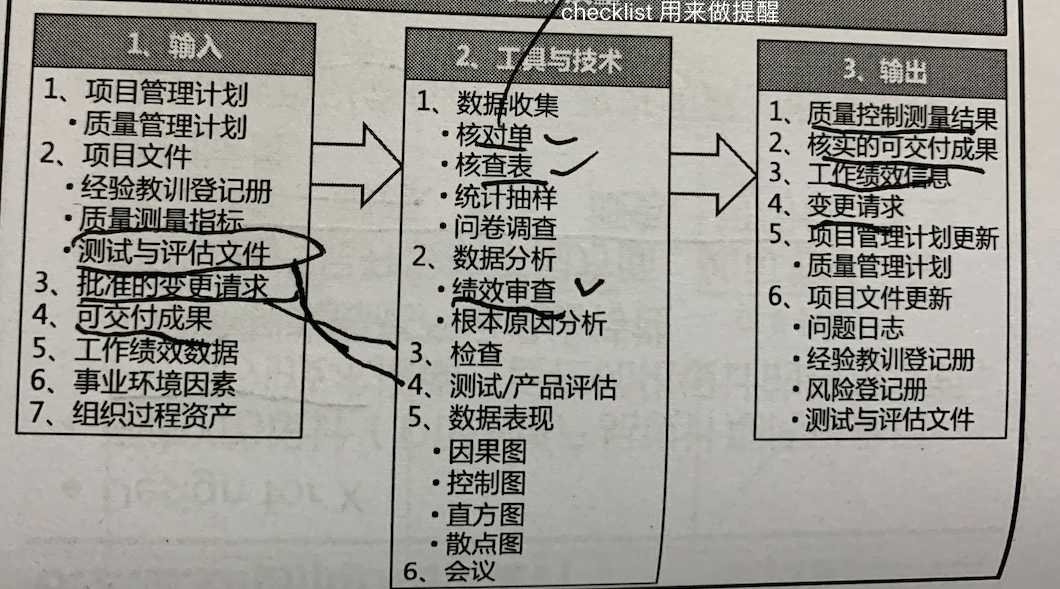 checklist 用来做提醒
1、输入
1、项目管理计划
·质量管理计划
2、项目文件
·经验教训登记册
·质量测量指标
·测试与评估文件
3、批准的变更请求
4、可交付成果
5、工作绩效数据
6、事业环境因素
7、组织过程资产
2、工具与技术
1、数据收集
·核对单
·核查表
·统计抽样
·问卷调查
2、数据分析
·绩效审查
·根本原因分析
3、检查
4、测试/产品评估
5、数据表现
·因果图
·控制图
·直方图
·散点图
6、会议
3、输出
1、质量控制测量结果
2、核实的可交付成果
3、工作绩效信息
4、变更请求
5、项目管理计划更新
·质量管理计划
6、项目文件更新
·问题日志
·经验教训登记册
·风险登记册
·测试与评估文件